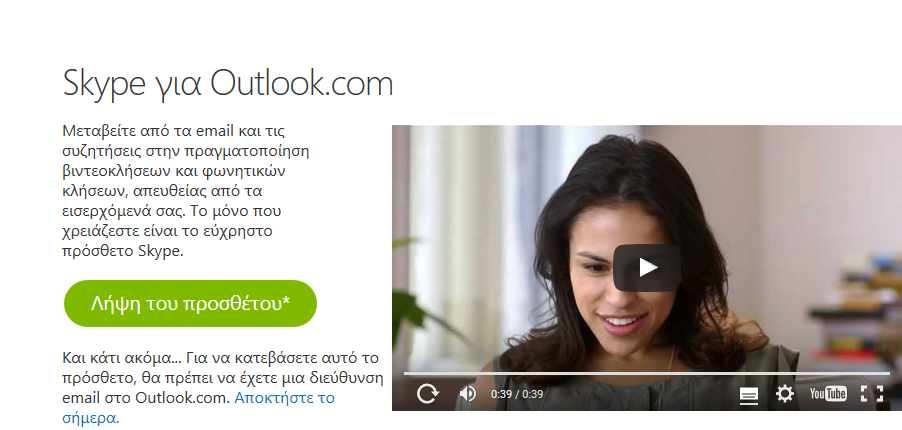 Skype για Outlook.com
Μεταβείτε από τα email και τις
συζητήσεις στην πραγματοποίηση
βιντεοκλήσεων και φωνητικών
κλήσεων, απευθείας από τα
εισερχόμενά σας. Το μόνο που
χρειάζεστε είναι το εύχρηστο
πρόσθετο Skype.
Λήψη του προσθέτου*
Και κάτι ακόμα... Για να κατεβάσετε αυτό το
πρόσθετο, θα πρέπει να έχετε μια διεύθυνση
email στο Outlook.com. Αποκτήστε το
σήμερα.
0:39 / 0:39
YouTube